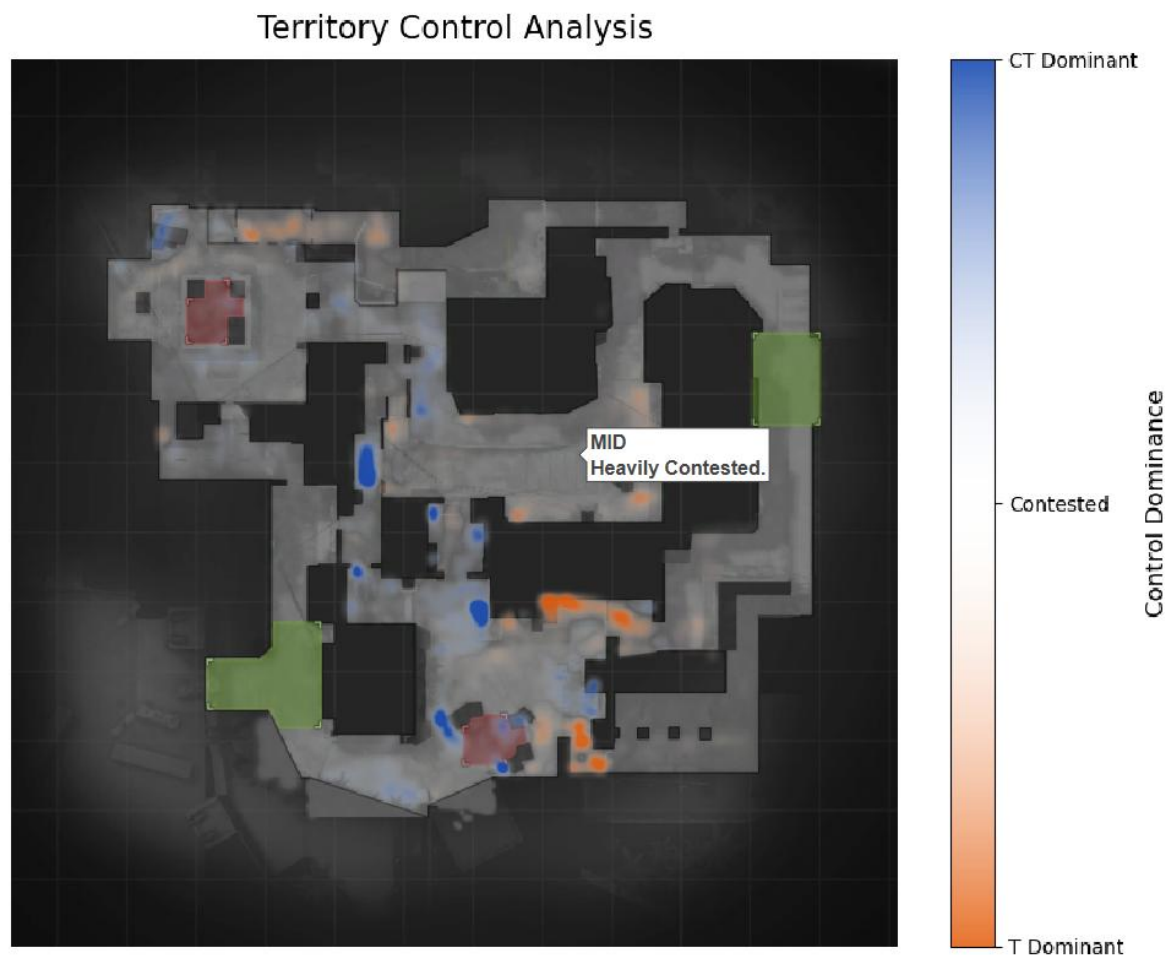 Territory Control Analysis
CT Dominant
MID
Heavily Contested.
Contested
Control Dominance
T Dominant